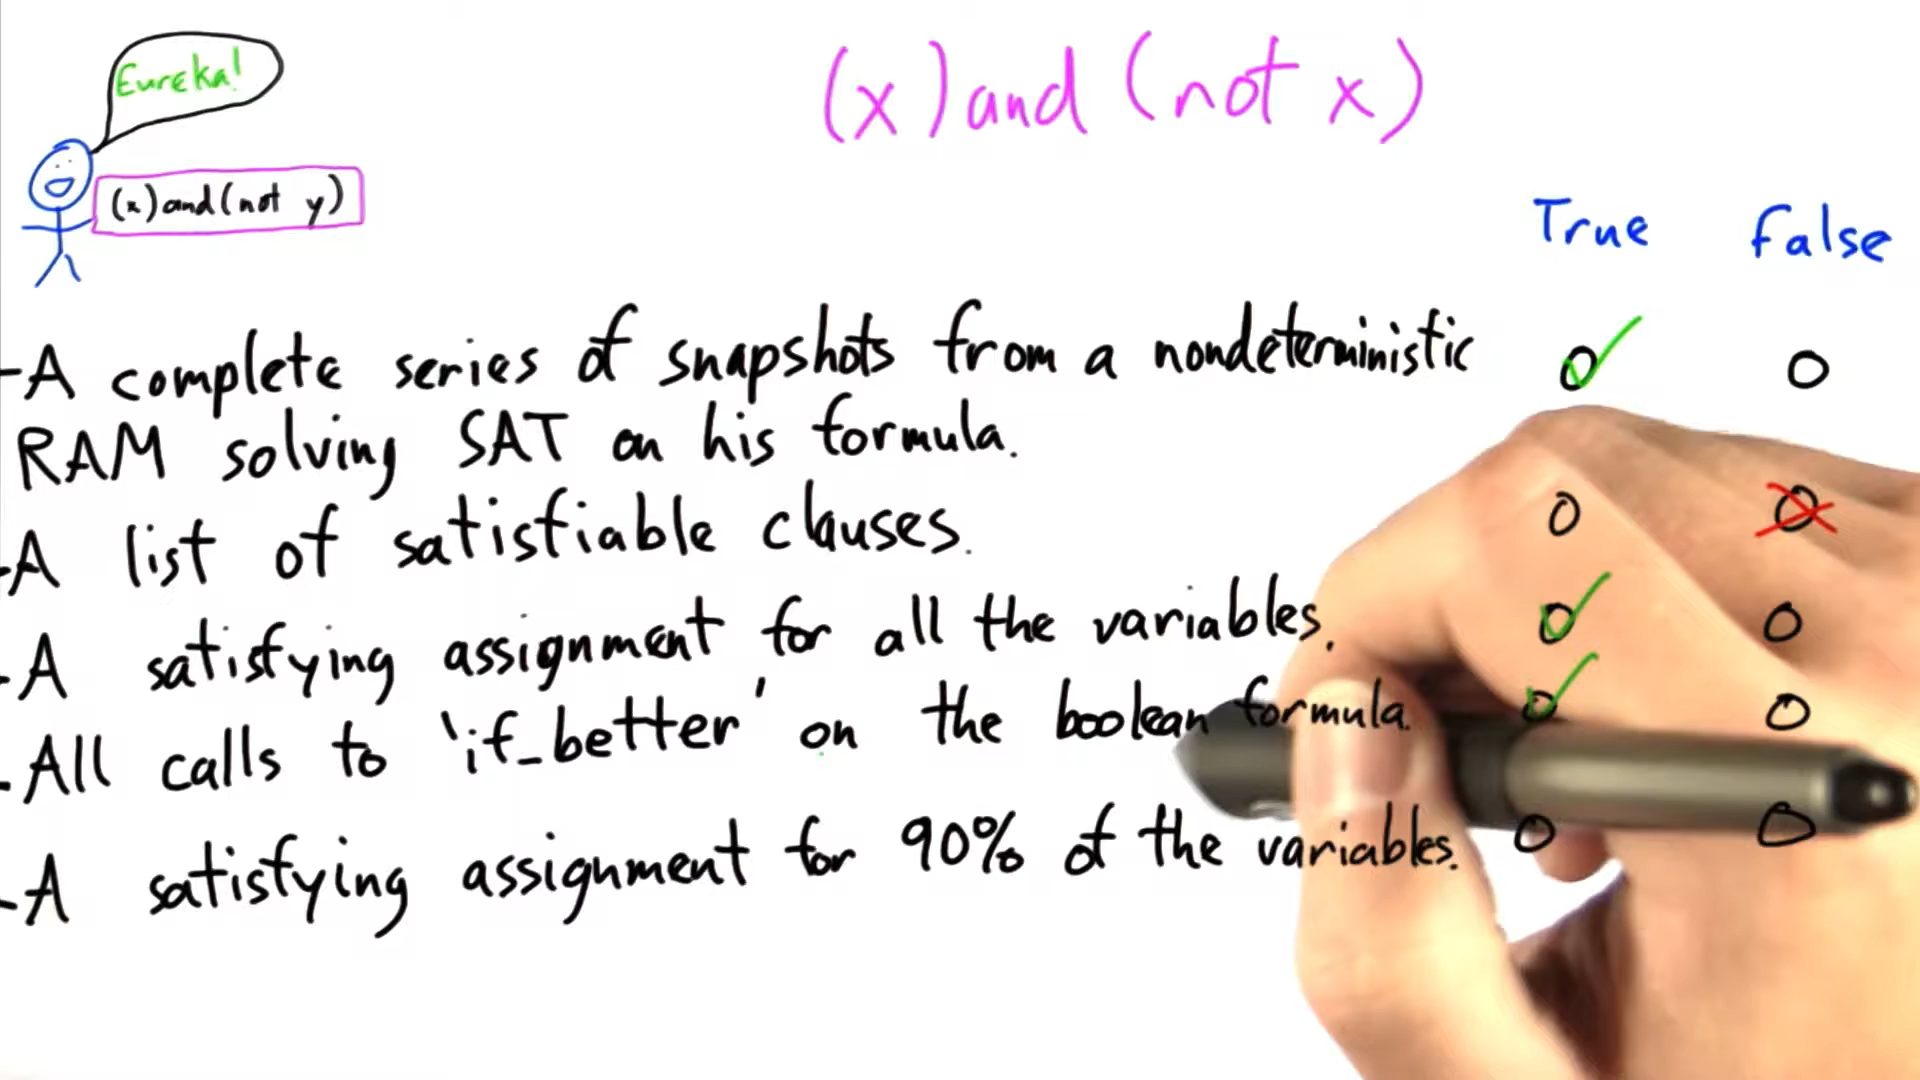 Eureka!
(x) and (not x)
(x) and (not y)
True False
- A complete series of snapshots from a nondeterministic
RAM solving SAT on his formula.
- A list of satisfiable clauses.
- A satisfying assignment for all the variables.
- All calls to 'if_better' on the boolean formula.
- A satisfying assignment for 90% of the variables.